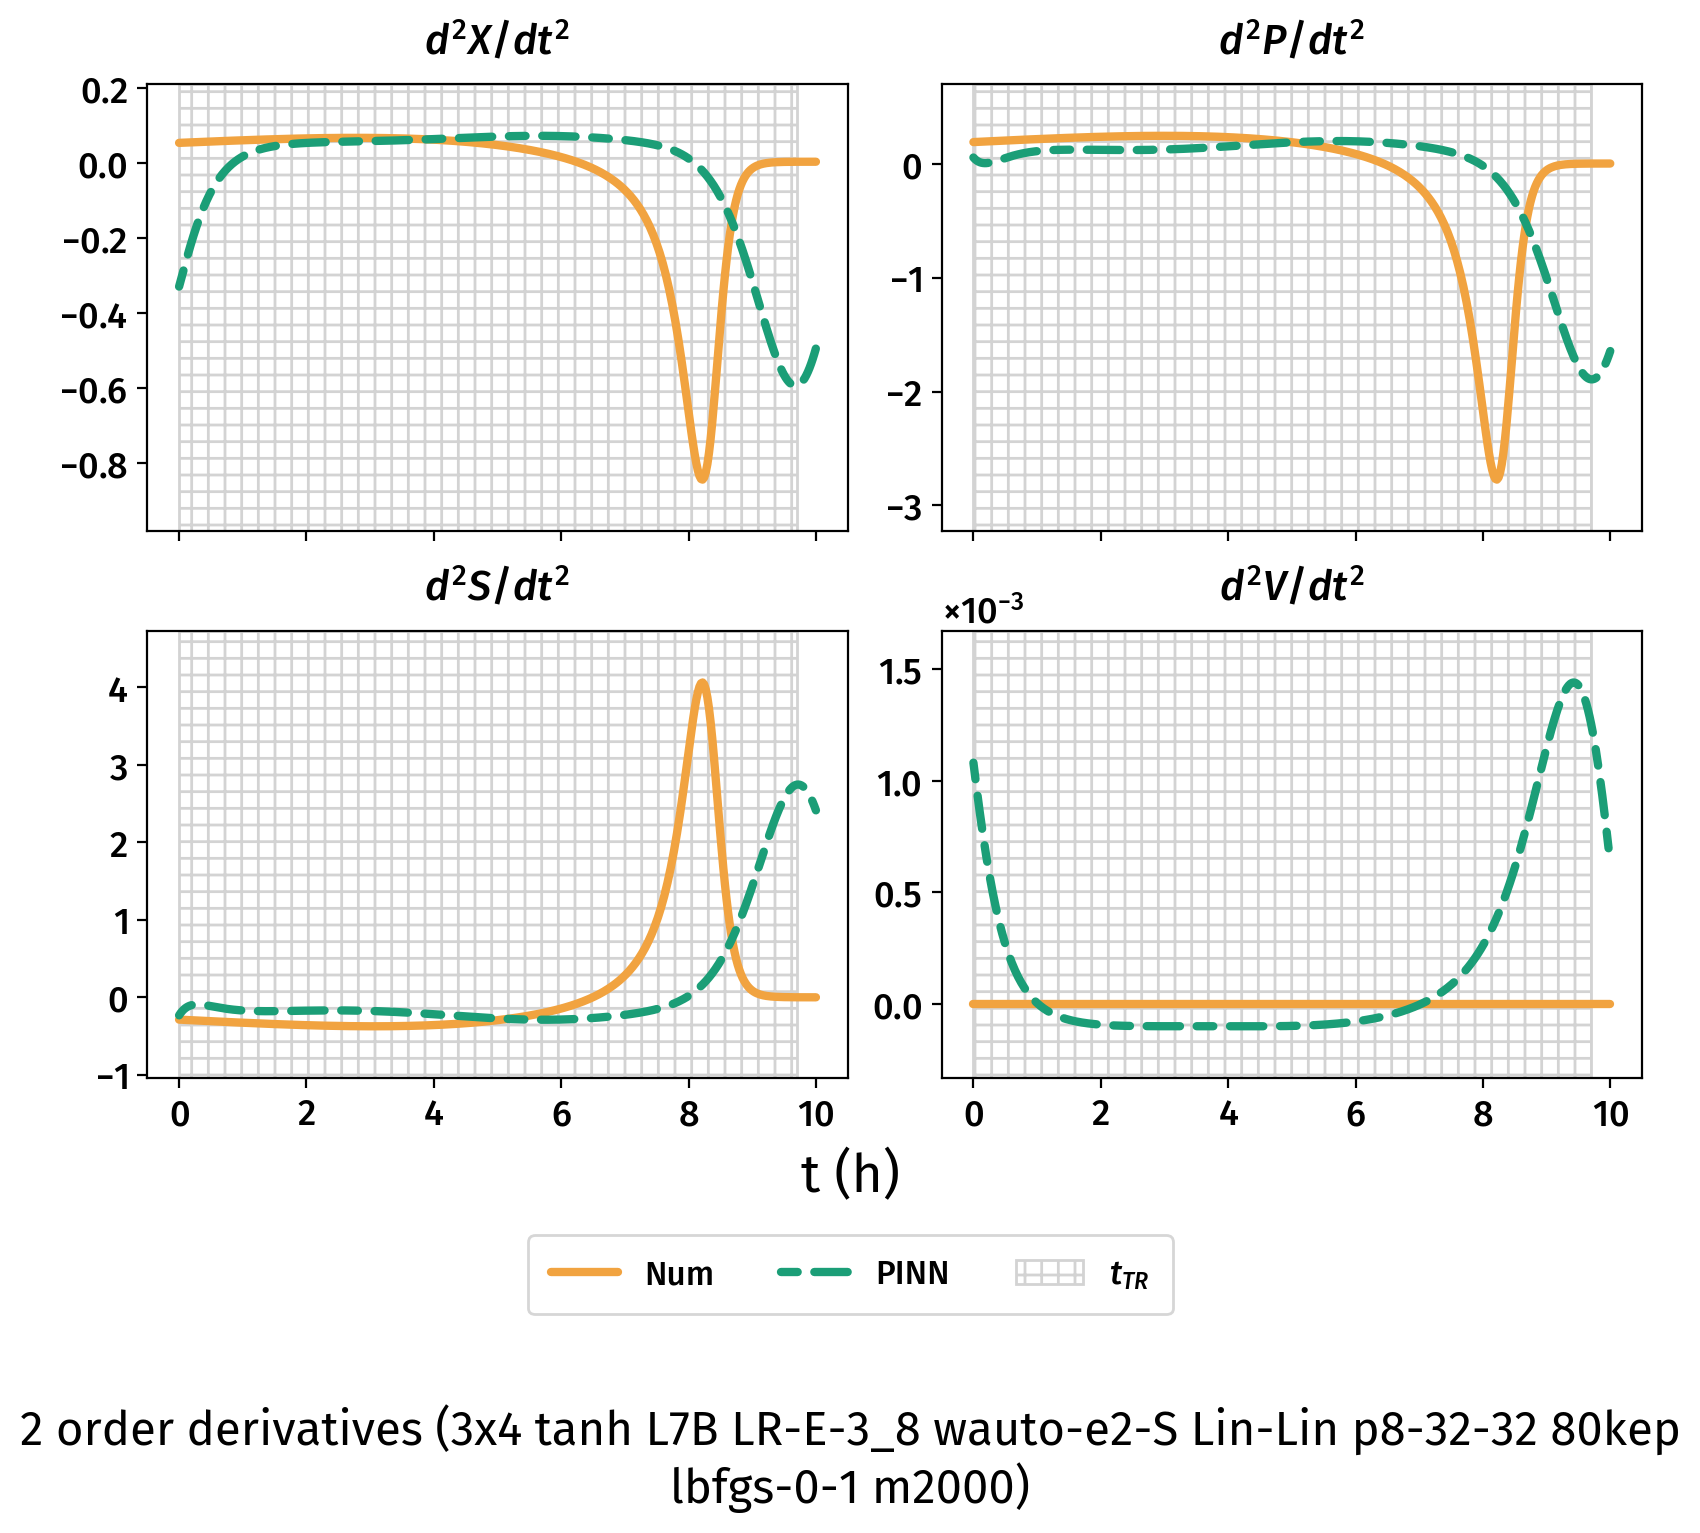 d²X/dt²
d²P/dt²
0.2
0.0
−0.2
−0.4
−0.6
−0.8
0
−1
−2
−3
d²S/dt²
d²V/dt²
×10⁻³
4
3
2
1
0
−1
1.5
1.0
0.5
0.0
0 2 4 6 8 10
0 2 4 6 8 10
t (h)
Num PINN t_TR
2 order derivatives (3x4 tanh L7B LR-E-3_8 wauto-e2-S Lin-Lin p8-32-32 80kep
lbfgs-0-1 m2000)